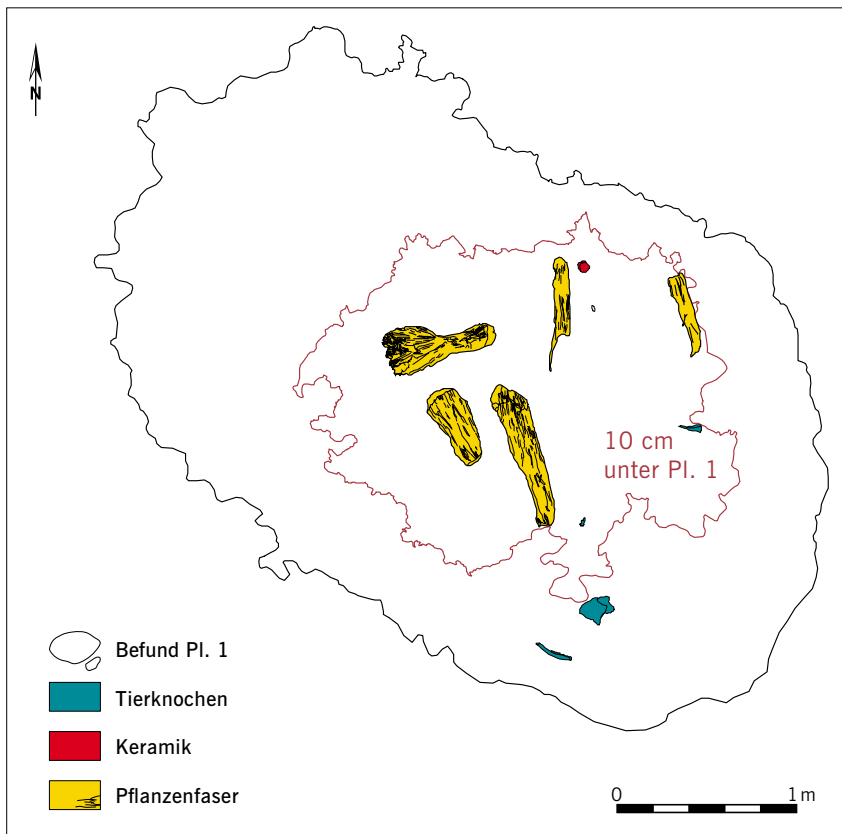 N
10 cm
unter Pl. 1
Befund Pl. 1
Tierknochen
Keramik
Pflanzenfaser
0 1 m